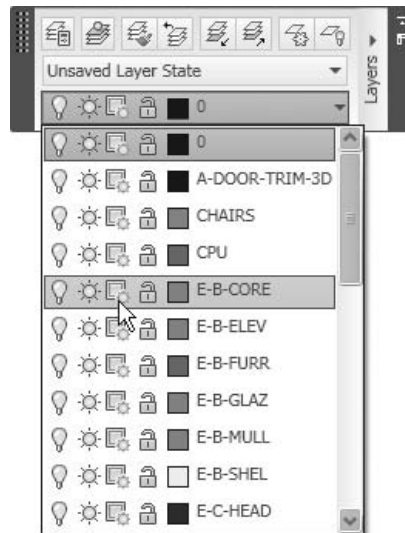 Unsaved Layer State
Layers
0
0
A-DOOR-TRIM-3D
CHAIRS
CPU
E-B-CORE
E-B-ELEV
E-B-FURR
E-B-GLAZ
E-B-MULL
E-B-SHEL
E-C-HEAD